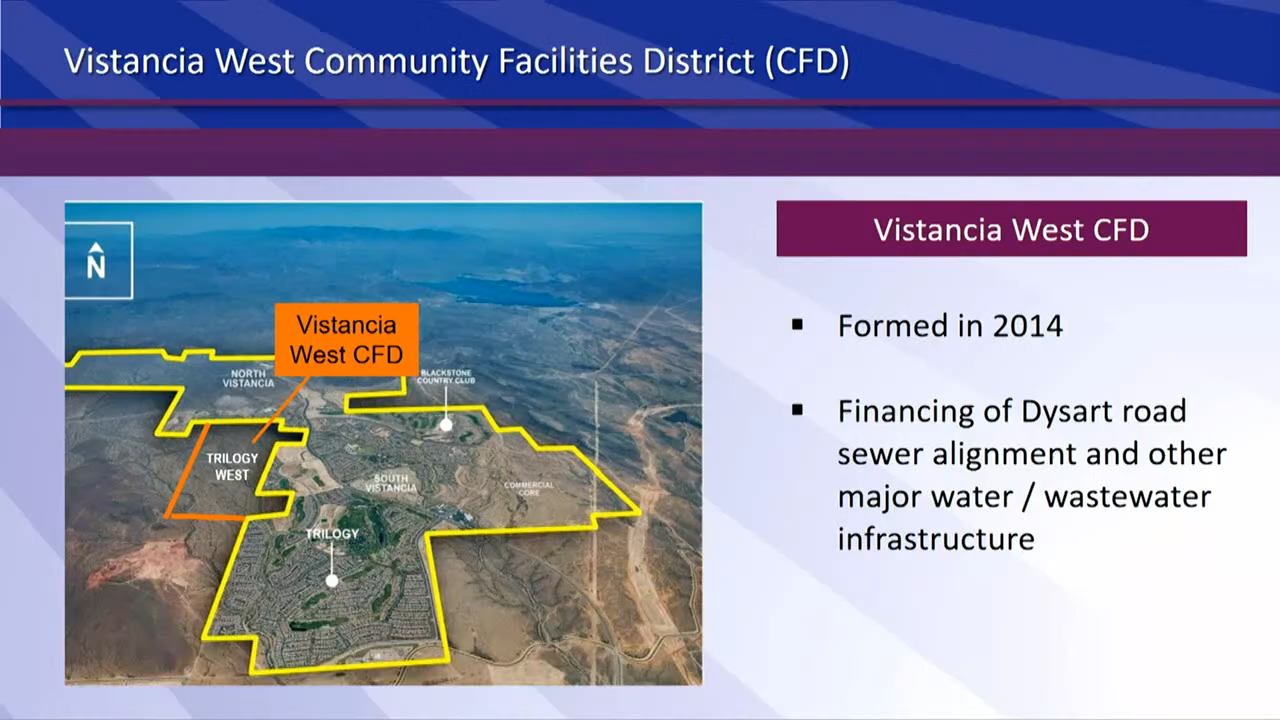 Vistancia West Community Facilities District (CFD)
N
Vistancia
West CFD
NORTH
VISTANCIA
BLACKSTONE
COUNTRY CLUB
TRILOGY
WEST
SOUTH
VISTANCIA
COMMERCIAL
CORE
TRILOGY
Vistancia West CFD
▪ Formed in 2014
▪ Financing of Dysart road
sewer alignment and other
major water / wastewater
infrastructure